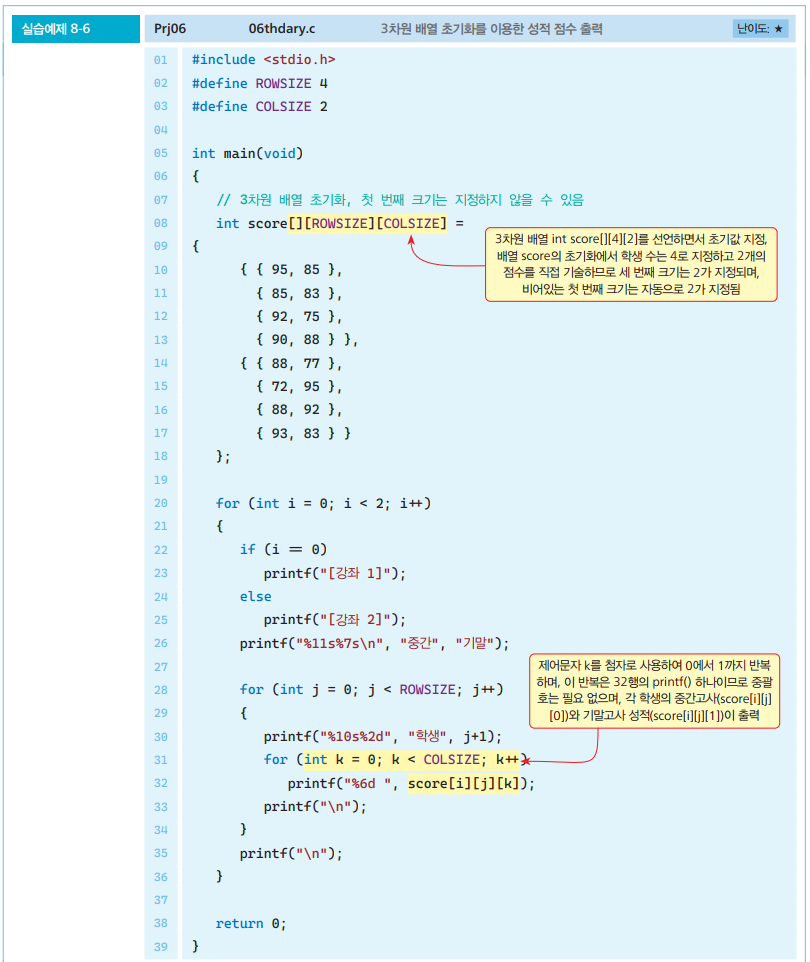 실습예제 8-6
Prj06 06thdary.c 3차원 배열 초기화를 이용한 성적 점수 출력 난이도: ★
01 #include <stdio.h>
02 #define ROWSIZE 4
03 #define COLSIZE 2
04
05 int main(void)
06 {
07 // 3차원 배열 초기화, 첫 번째 크기는 지정하지 않을 수 있음
08 int score[][ROWSIZE][COLSIZE] =
09 {
10 { { 95, 85 },
11 { 85, 83 },
12 { 92, 75 },
13 { 90, 88 } },
14 { { 88, 77 },
15 { 72, 95 },
16 { 88, 92 },
17 { 93, 83 } }
18 };
19
20 for (int i = 0; i < 2; i++)
21 {
22 if (i == 0)
23 printf("[강좌 1]");
24 else
25 printf("[강좌 2]");
26 printf("%11s%7s\n", "중간", "기말");
27
28 for (int j = 0; j < ROWSIZE; j++)
29 {
30 printf("%10s%2d", "학생", j+1);
31 for (int k = 0; k < COLSIZE; k++)
32 printf("%6d ", score[i][j][k]);
33 printf("\n");
34 }
35 printf("\n");
36 }
37
38 return 0;
39 }
3차원 배열 int score[][4][2]를 선언하면서 초기값 지정,
배열 score의 초기화에서 학생 수는 4로 지정하고 2개의
점수를 직접 기술하므로 세 번째 크기는 2가 지정되며,
비어있는 첫 번째 크기는 자동으로 2가 지정됨
제어문자 k를 첨자로 사용하여 0에서 1까지 반복
하며, 이 반복은 32행의 printf() 하나이므로 중괄
호는 필요 없으며, 각 학생의 중간고사(score[i][j]
[0])와 기말고사 성적(score[i][j][1])이 출력